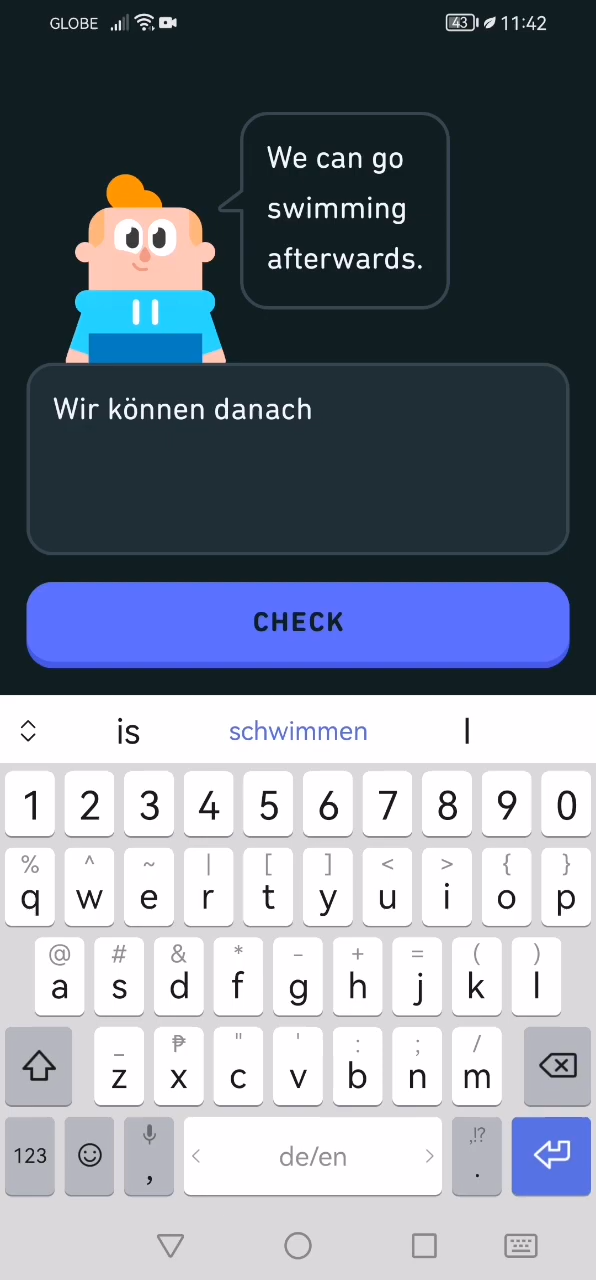 GLOBE 43 11:42
We can go
swimming
afterwards.
Wir können danach
CHECK
is schwimmen I
1 2 3 4 5 6 7 8 9 0
% ^ ~ | [ ] < > { }
q w e r t y u i o p
@ # & * - + = ( )
a s d f g h j k l
_ ₱ " ' : ; /
z x c v b n m
,!?
123 , < de/en > .